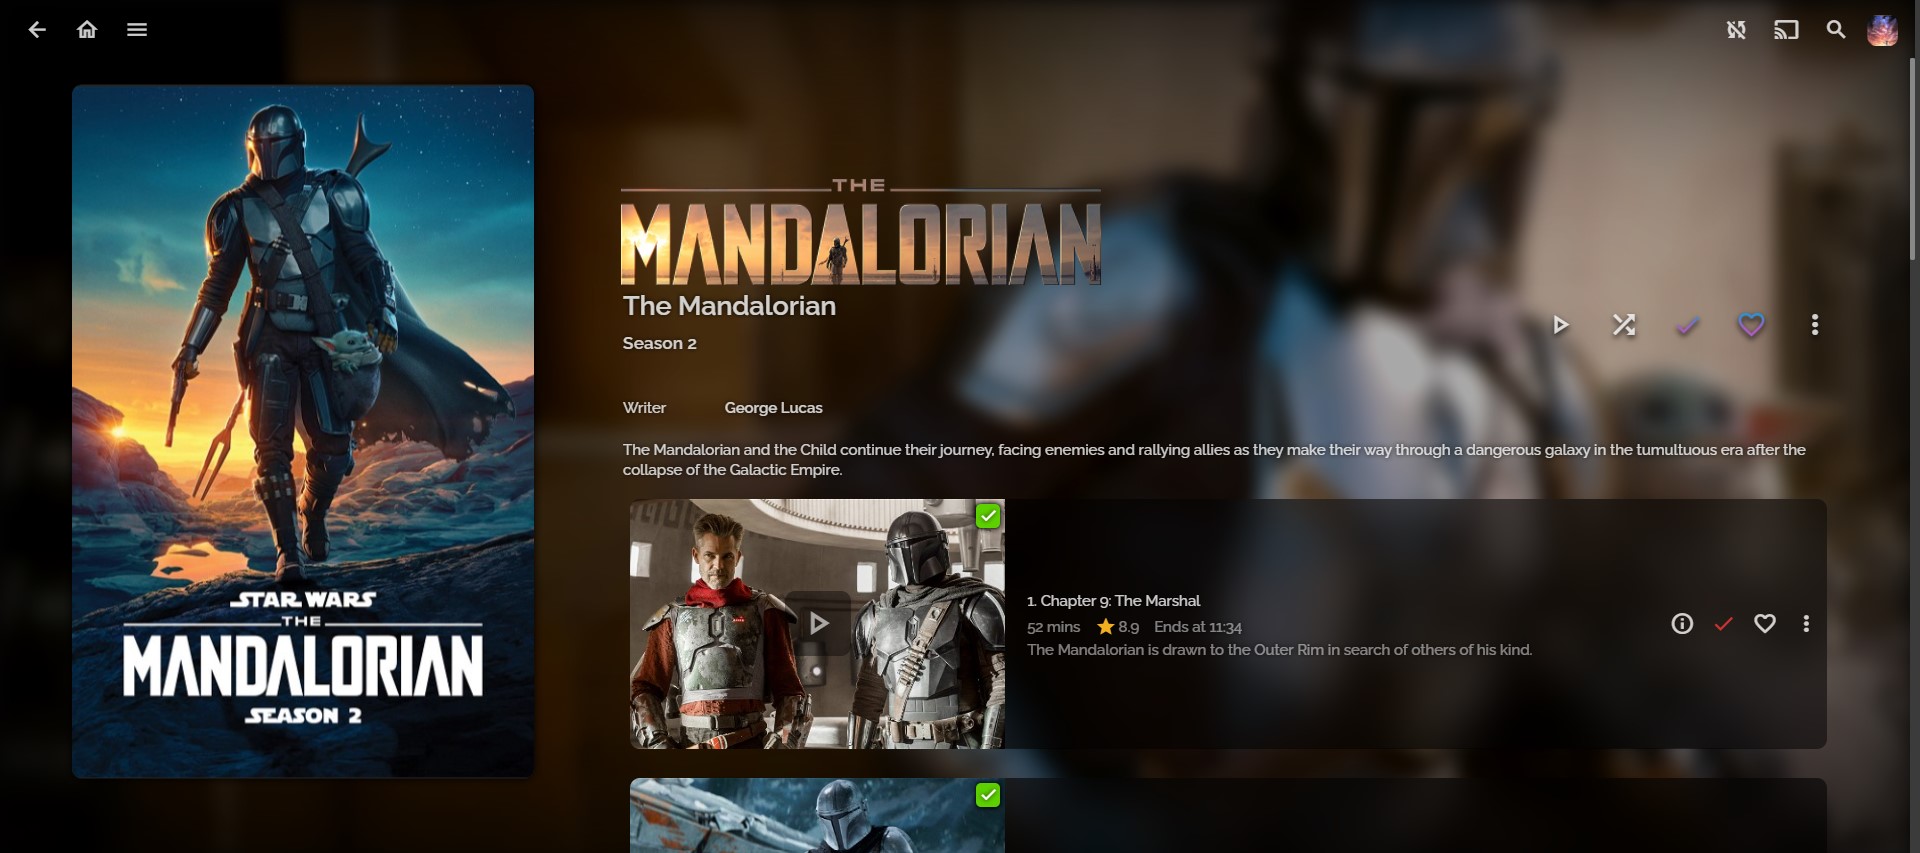 STAR WARS
THE
MANDALORIAN
SEASON 2
THE
MANDALORIAN
The Mandalorian
Season 2
Writer George Lucas
The Mandalorian and the Child continue their journey, facing enemies and rallying allies as they make their way through a dangerous galaxy in the tumultuous era after the
collapse of the Galactic Empire.
1. Chapter 9: The Marshal
52 mins 8.9 Ends at 11:34
The Mandalorian is drawn to the Outer Rim in search of others of his kind.